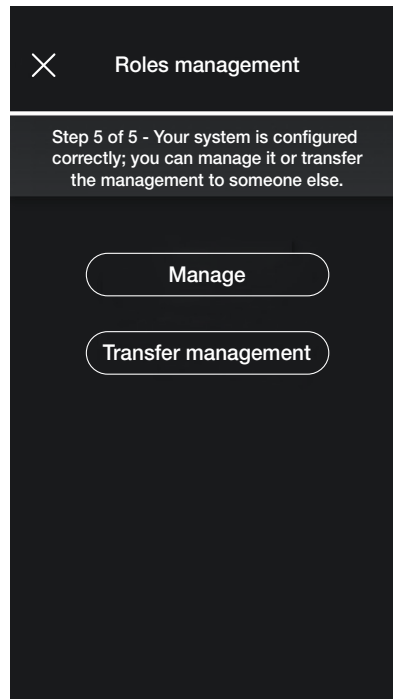 Roles management
Step 5 of 5 - Your system is configured
correctly; you can manage it or transfer
the management to someone else.
Manage
Transfer management